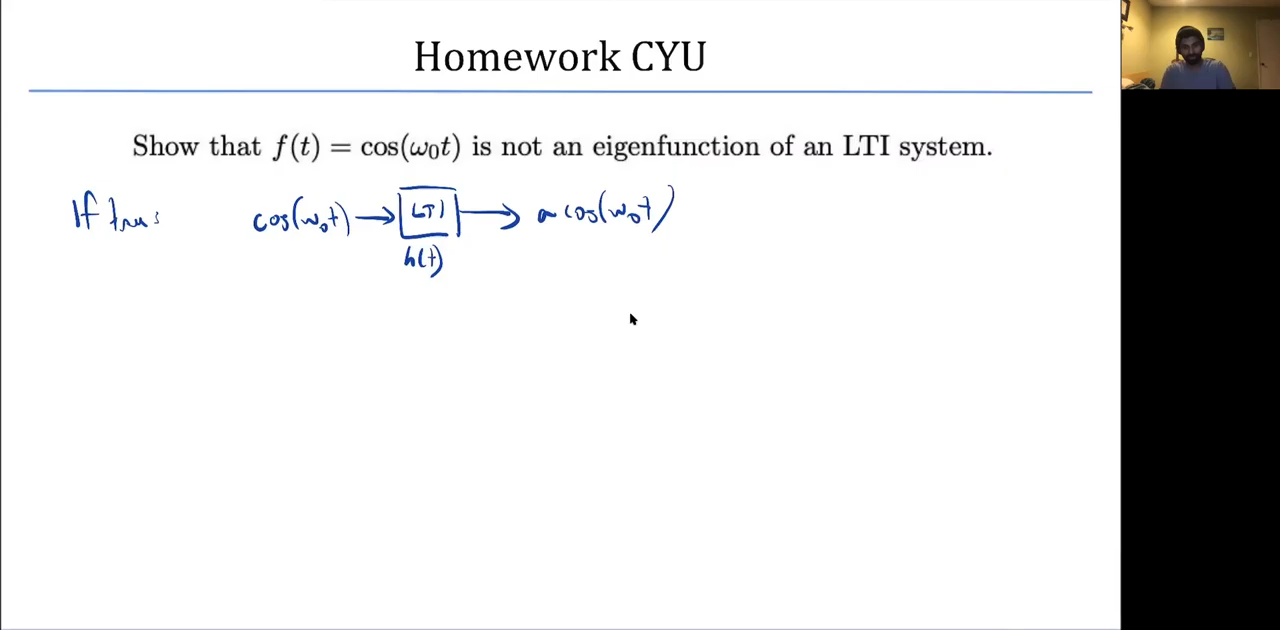 Homework CYU
Show that f(t) = cos(ω₀t) is not an eigenfunction of an LTI system.
If true: cos(ω₀t) → LTI → a cos(ω₀t)
h(t)